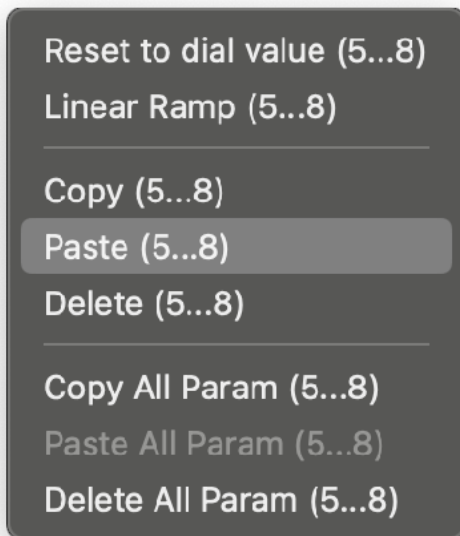 Reset to dial value (5...8)
Linear Ramp (5...8)
Copy (5...8)
Paste (5...8)
Delete (5...8)
Copy All Param (5...8)
Paste All Param (5...8)
Delete All Param (5...8)